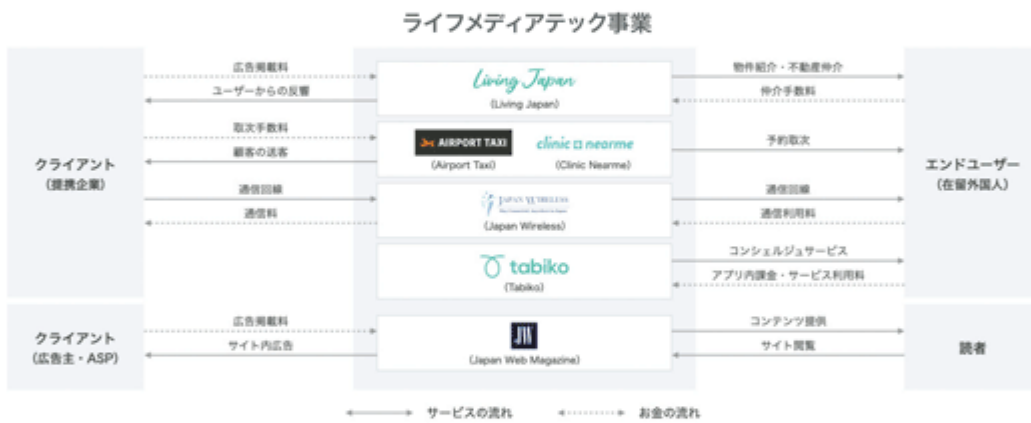 ライフメディアテック事業
クライアント
（提携企業）
広告掲載料
ユーザーからの反響
取次手数料
顧客の送客
通信回線
通信料
Living Japan
(Living Japan)
AIRPORT TAXI
(Airport Taxi)
clinic nearme
(Clinic Nearme)
JAPAN WIRELESS
(Japan Wireless)
tabiko
(Tabiko)
物件紹介・不動産仲介
仲介手数料
予約取次
通信回線
通信利用料
コンシェルジュサービス
アプリ内課金・サービス利用料
エンドユーザー
（在留外国人）
クライアント
（広告主・ASP）
広告掲載料
サイト内広告
JW
(Japan Web Magazine)
コンテンツ提供
サイト閲覧
読者
サービスの流れ
お金の流れ